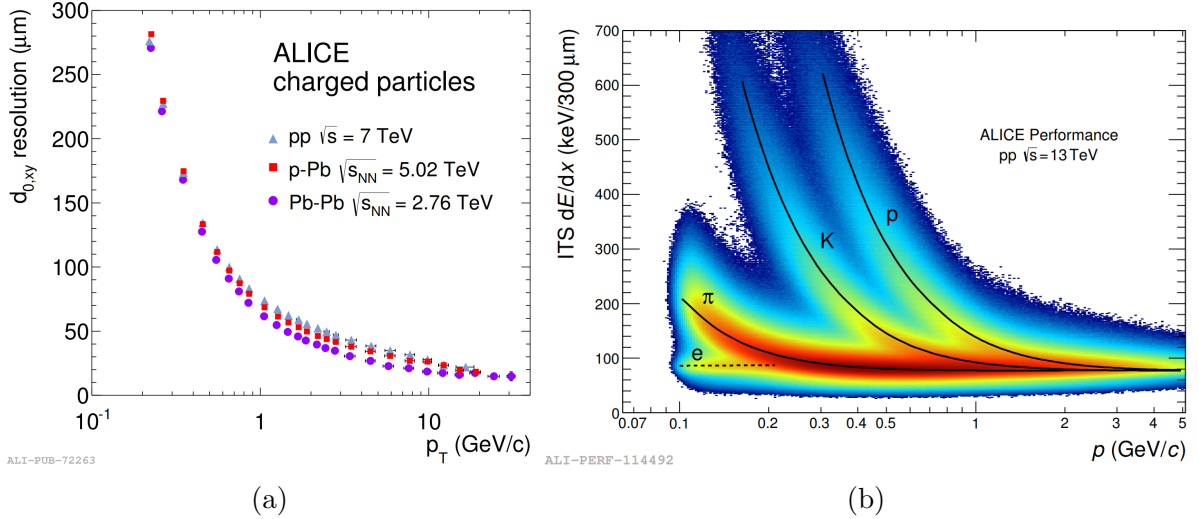 300
250
200
150
100
50
0
d₀,xy resolution (μm)
ALICE
charged particles
pp √s = 7 TeV
p-Pb √sNN = 5.02 TeV
Pb-Pb √sNN = 2.76 TeV
10⁻¹ 1 10
pT (GeV/c)
ALI-PUB-72263
(a)
700
600
500
400
300
200
100
0
ITS dE/dx (keV/300 μm)
ALICE Performance
pp √s = 13 TeV
p
K
π
e
0.07 0.1 0.2 0.3 0.4 0.5 1 2 3 4 5
p (GeV/c)
ALI-PERF-114492
(b)